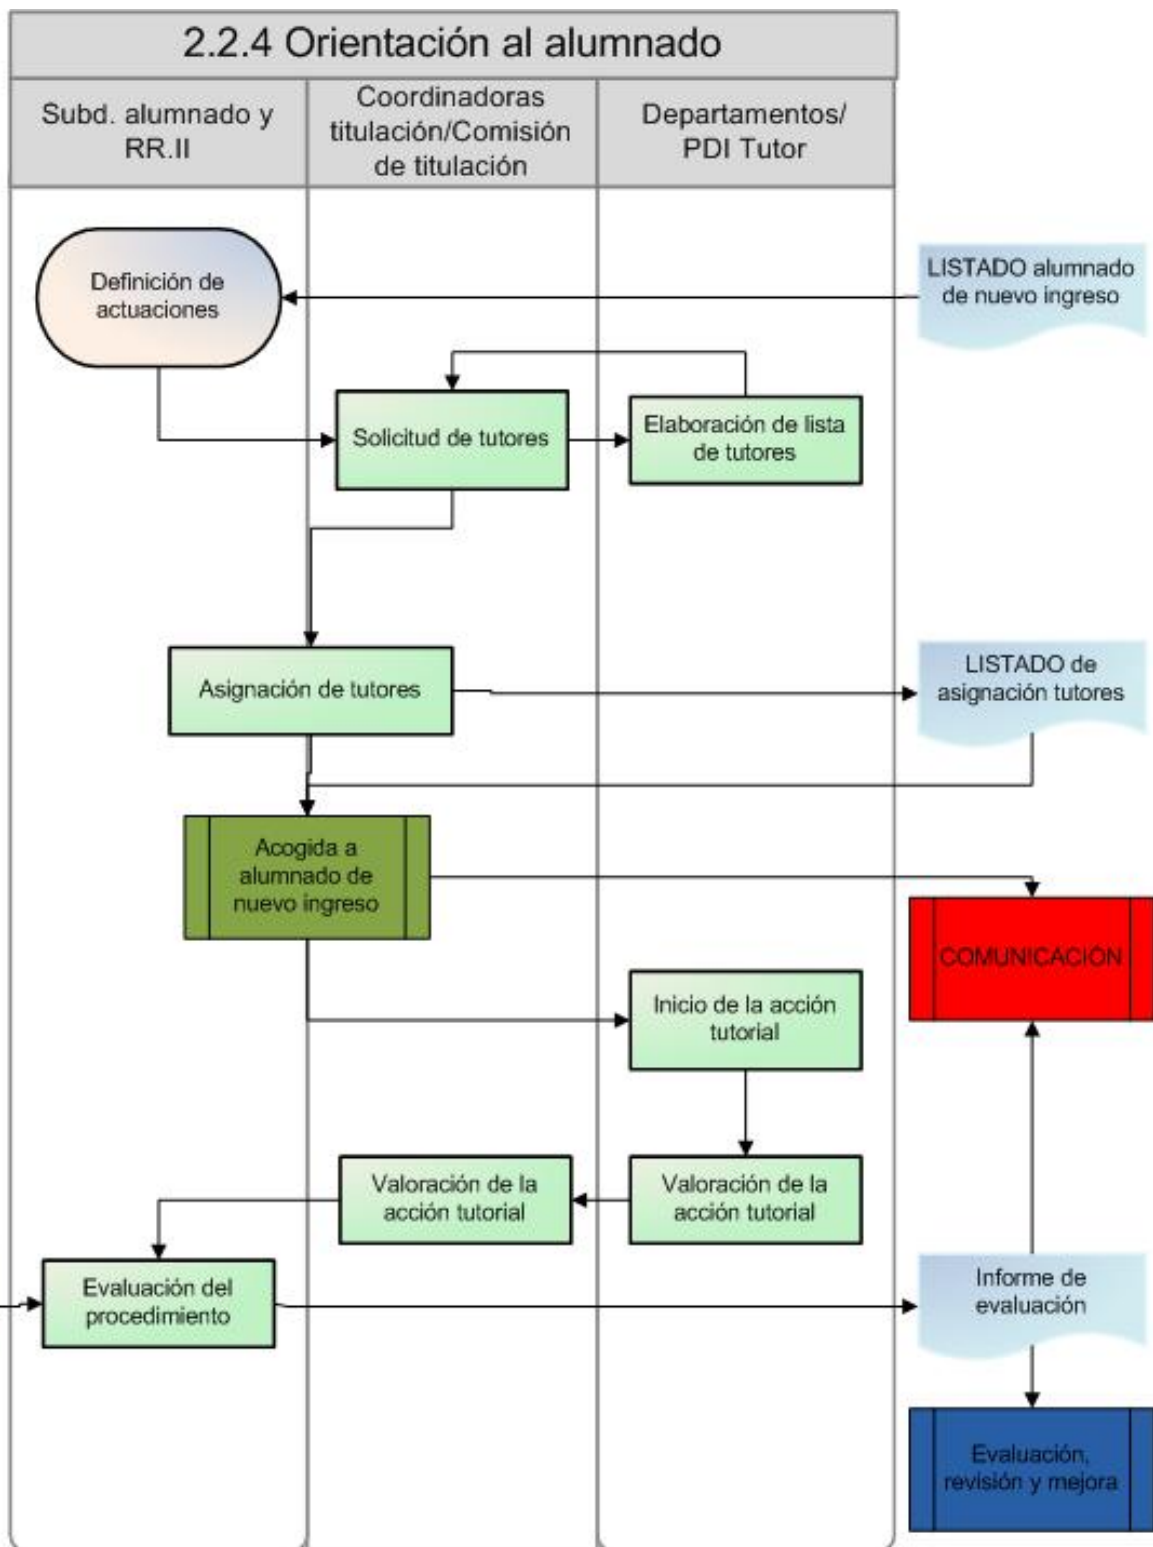 2.2.4 Orientación al alumnado
Subd. alumnado y
RR.II
Coordinadoras
titulación/Comisión
de titulación
Departamentos/
PDI Tutor
Definición de
actuaciones
LISTADO alumnado
de nuevo ingreso
Solicitud de tutores
Elaboración de lista
de tutores
Asignación de tutores
LISTADO de
asignación tutores
Acogida a
alumnado de
nuevo ingreso
COMUNICACIÓN
Inicio de la acción
tutorial
Valoración de la
acción tutorial
Valoración de la
acción tutorial
Evaluación del
procedimiento
Informe de
evaluación
Evaluación,
revisión y mejora